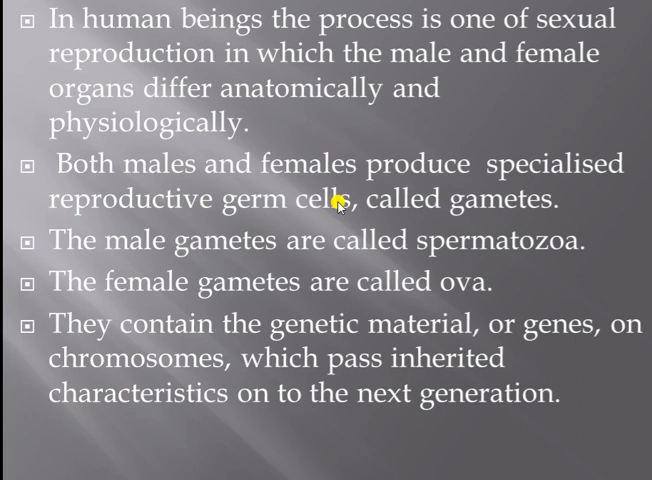 In human beings the process is one of sexual
reproduction in which the male and female
organs differ anatomically and
physiologically.
Both males and females produce specialised
reproductive germ cells, called gametes.
The male gametes are called spermatozoa.
The female gametes are called ova.
They contain the genetic material, or genes, on
chromosomes, which pass inherited
characteristics on to the next generation.